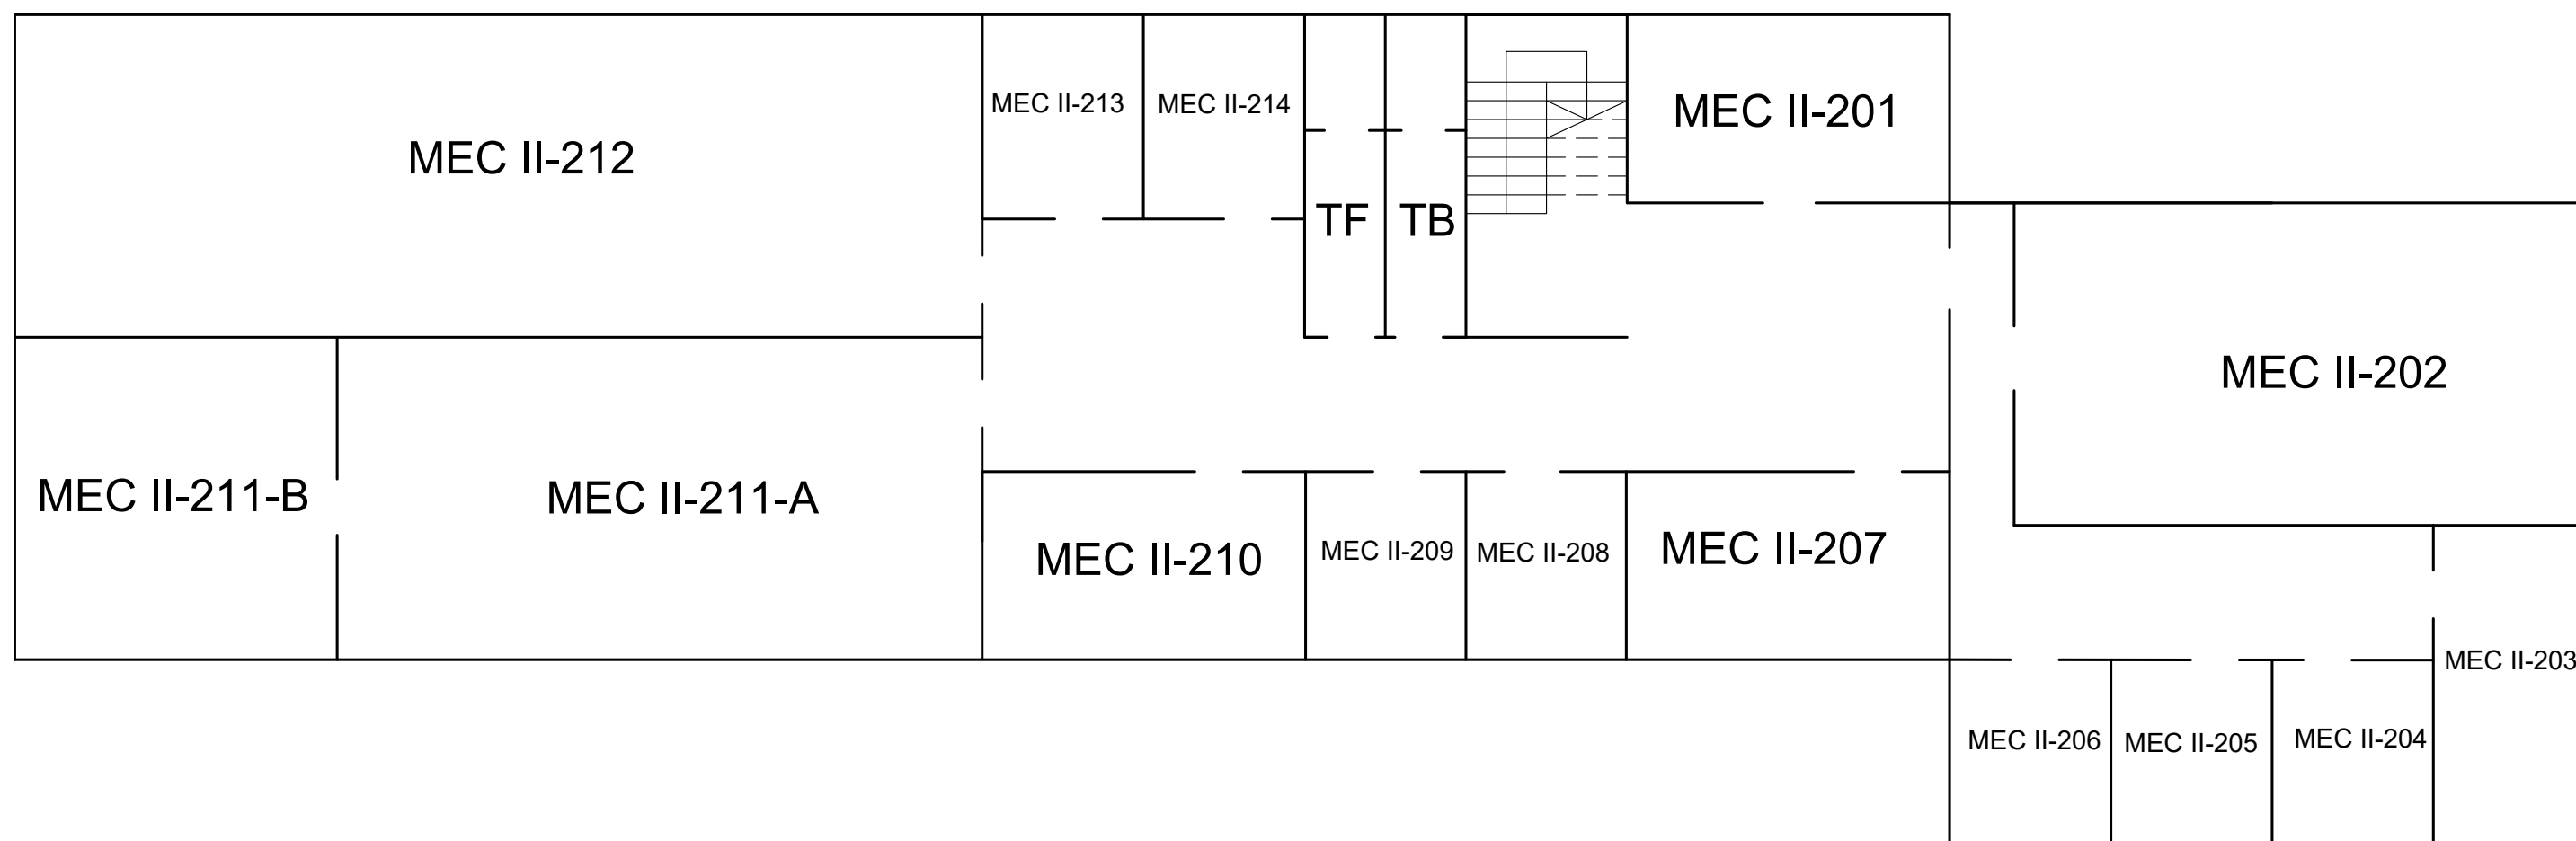 MEC II-212
MEC II-213
MEC II-214
TF
TB
MEC II-201
MEC II-202
MEC II-211-B
MEC II-211-A
MEC II-210
MEC II-209
MEC II-208
MEC II-207
MEC II-203
MEC II-206
MEC II-205
MEC II-204